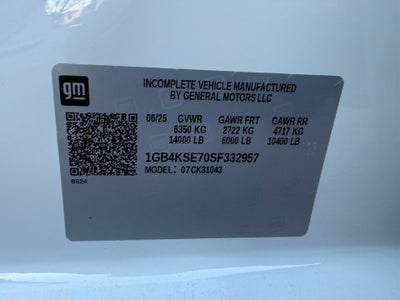 gm
INCOMPLETE VEHICLE MANUFACTURED
BY GENERAL MOTORS LLC
06/25 GVWR GAWR FRT GAWR RR
6350 KG 2722 KG 4717 KG
14000 LB 6000 LB 10400 LB
1GB4KSE70SF332957
MODEL: 07CK31043
8624